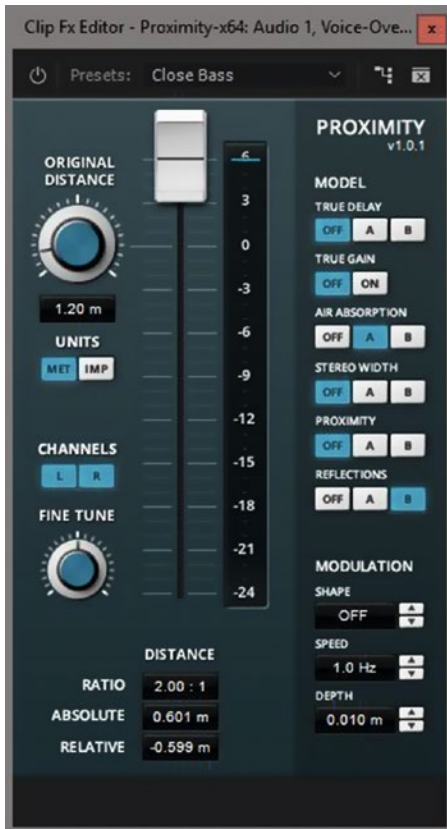 Clip Fx Editor - Proximity-x64: Audio 1, Voice-Ove... x
Presets: Close Bass
PROXIMITY
v1.0.1
ORIGINAL
DISTANCE
1.20 m
UNITS
MET IMP
CHANNELS
L R
FINE TUNE
6
3
0
-3
-6
-9
-12
-15
-18
-21
-24
DISTANCE
RATIO 2.00 : 1
ABSOLUTE 0.601 m
RELATIVE -0.599 m
MODEL
TRUE DELAY
OFF A B
TRUE GAIN
OFF ON
AIR ABSORPTION
OFF A B
STEREO WIDTH
OFF A B
PROXIMITY
OFF A B
REFLECTIONS
OFF A B
MODULATION
SHAPE
OFF
SPEED
1.0 Hz
DEPTH
0.010 m